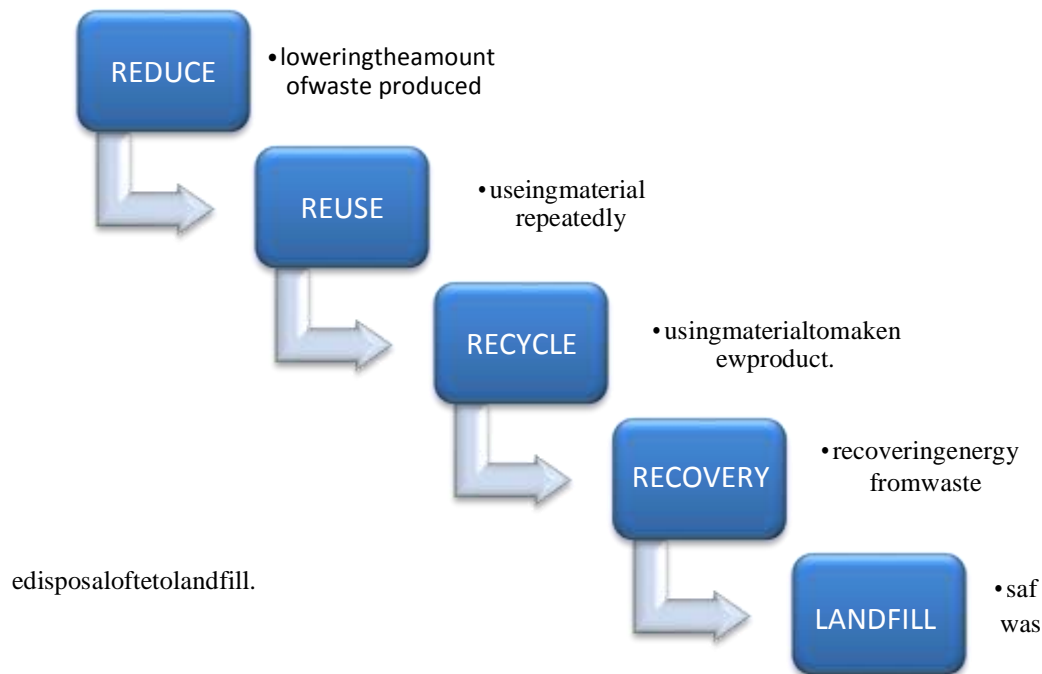 REDUCE
•loweringtheamount
ofwaste produced
REUSE
•useingmaterial
repeatedly
RECYCLE
•usingmaterialtomaken
ewproduct.
RECOVERY
•recoveringenergy
fromwaste
LANDFILL
•saf
was
edisposaloftetolandfill.